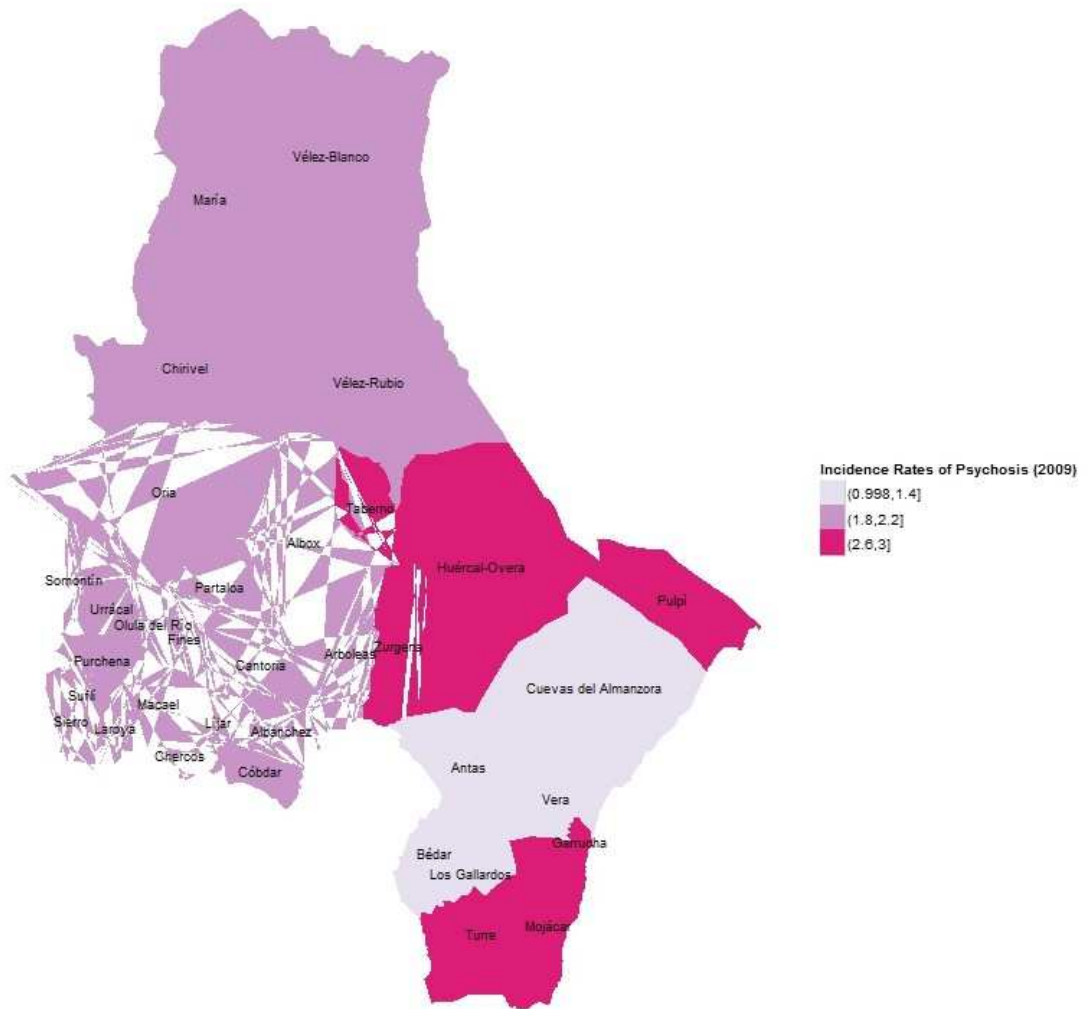 Vélez-Blanco
María
Chirivel
Vélez-Rubio
Incidence Rates of Psychosis (2009)
(0.998,1.4]
(1.8,2.2]
(2.6,3]
Oria
Taberno
Albox
Huércal-Overa
Somontín
Partaloa
Urrácal
Pulpí
Olula del Río
Fines
Arboleas
Zurgena
Purchena
Cantoria
Cuevas del Almanzora
Suflí
Macael
Sierro
Laroya
Líjar
Albanchez
Chercos
Cóbdar
Antas
Vera
Garrucha
Bédar
Los Gallardos
Turre
Mojácar